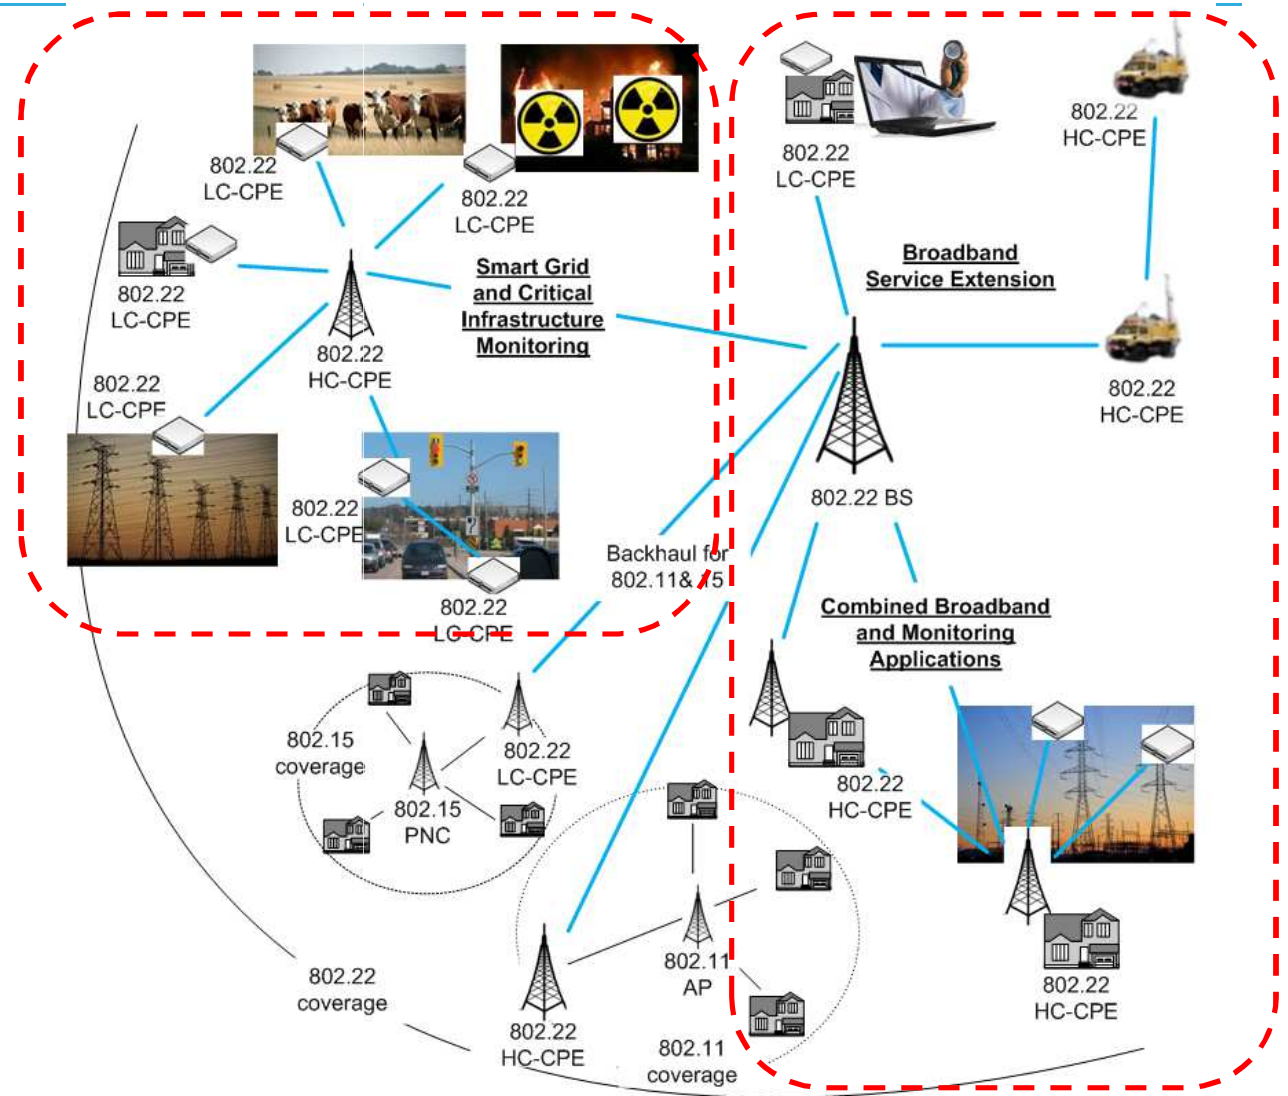 802.22
LC-CPE
802.22
LC-CPE
802.22
LC-CPE
802.22
HC-CPE
Smart Grid
and Critical
Infrastructure
Monitoring
802.22
LC-CPE
802.22
LC-CPE
802.22
LC-CPE
802.22
LC-CPE
802.22
HC-CPE
Broadband
Service Extension
802.22
HC-CPE
802.22 BS
Backhaul for
802.11& 15
Combined Broadband
and Monitoring
Applications
802.15
coverage
802.22
LC-CPE
802.15
PNC
802.22
HC-CPE
802.11
AP
802.22
coverage
802.22
HC-CPE
802.11
coverage
802.22
HC-CPE